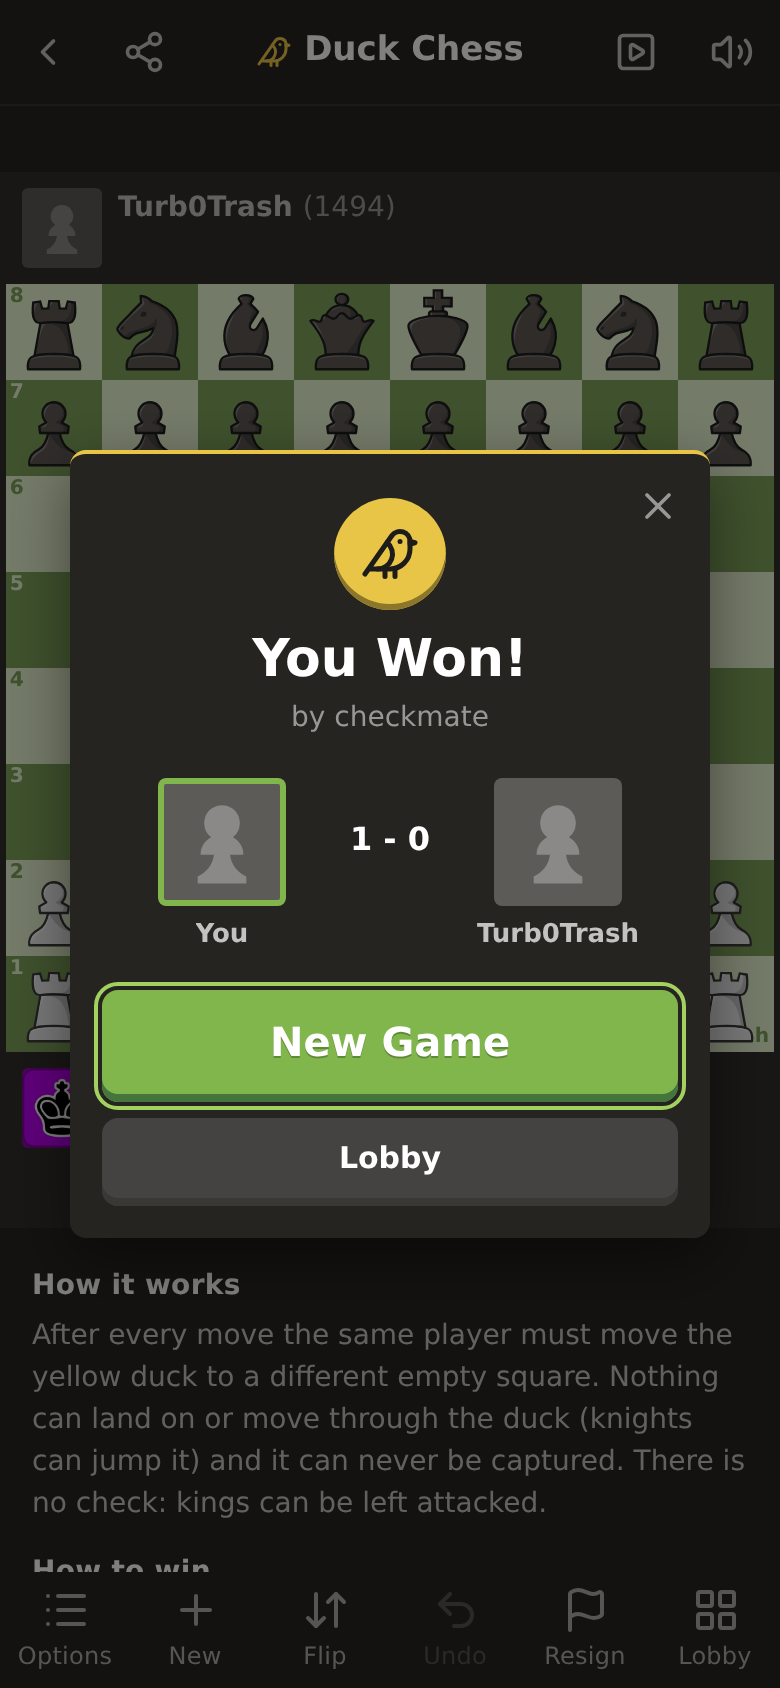 Duck Chess
Turb0Trash (1494)
8
7
6
5
4
3
2
1
h
You Won!
by checkmate
1 - 0
You
Turb0Trash
New Game
Lobby
How it works
After every move the same player must move the
yellow duck to a different empty square. Nothing
can land on or move through the duck (knights
can jump it) and it can never be captured. There is
no check: kings can be left attacked.
How to win
Options
New
Flip
Undo
Resign
Lobby